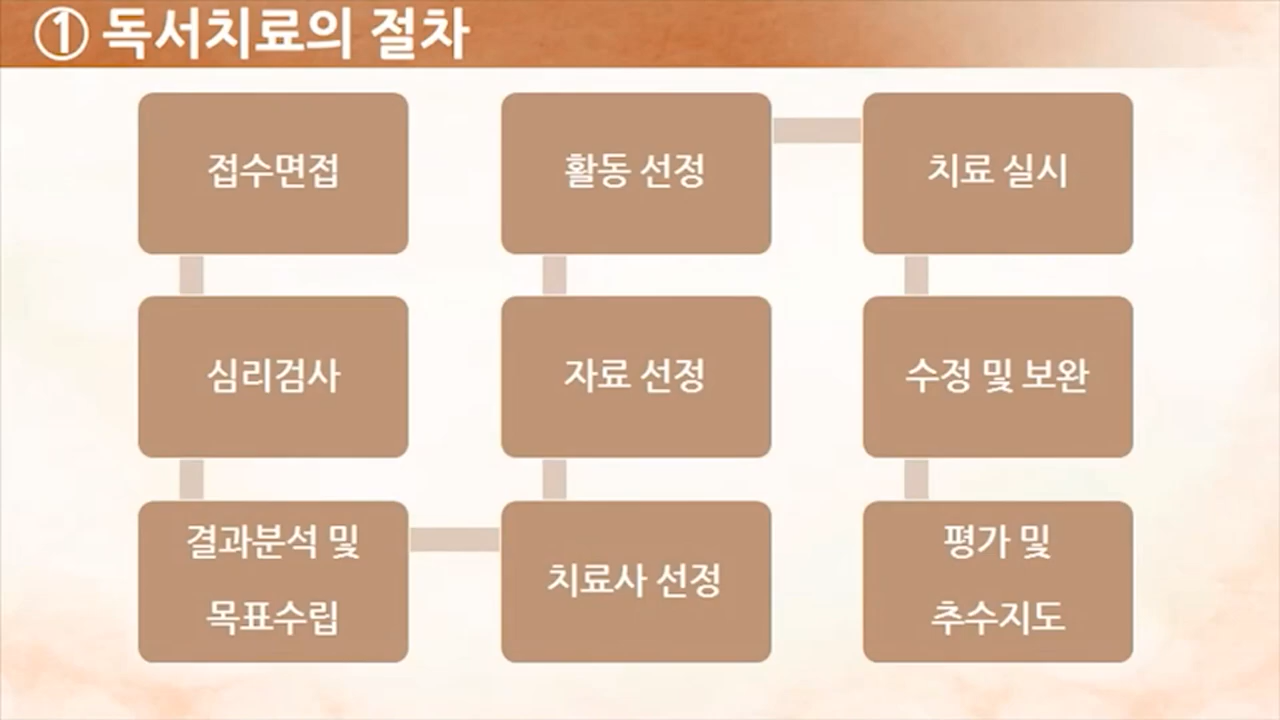 ① 독서치료의 절차
접수면접
심리검사
결과분석 및
목표수립
치료사 선정
자료 선정
활동 선정
치료 실시
수정 및 보완
평가 및
추수지도